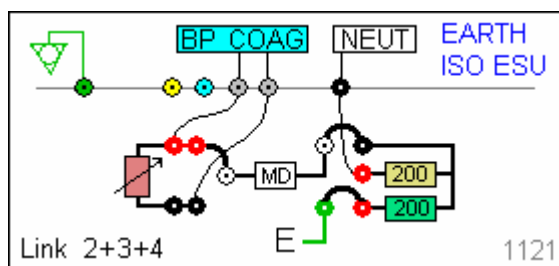 BP COAG NEUT EARTH
ISO ESU
MD 200
200
E
Link 2+3+4 1121